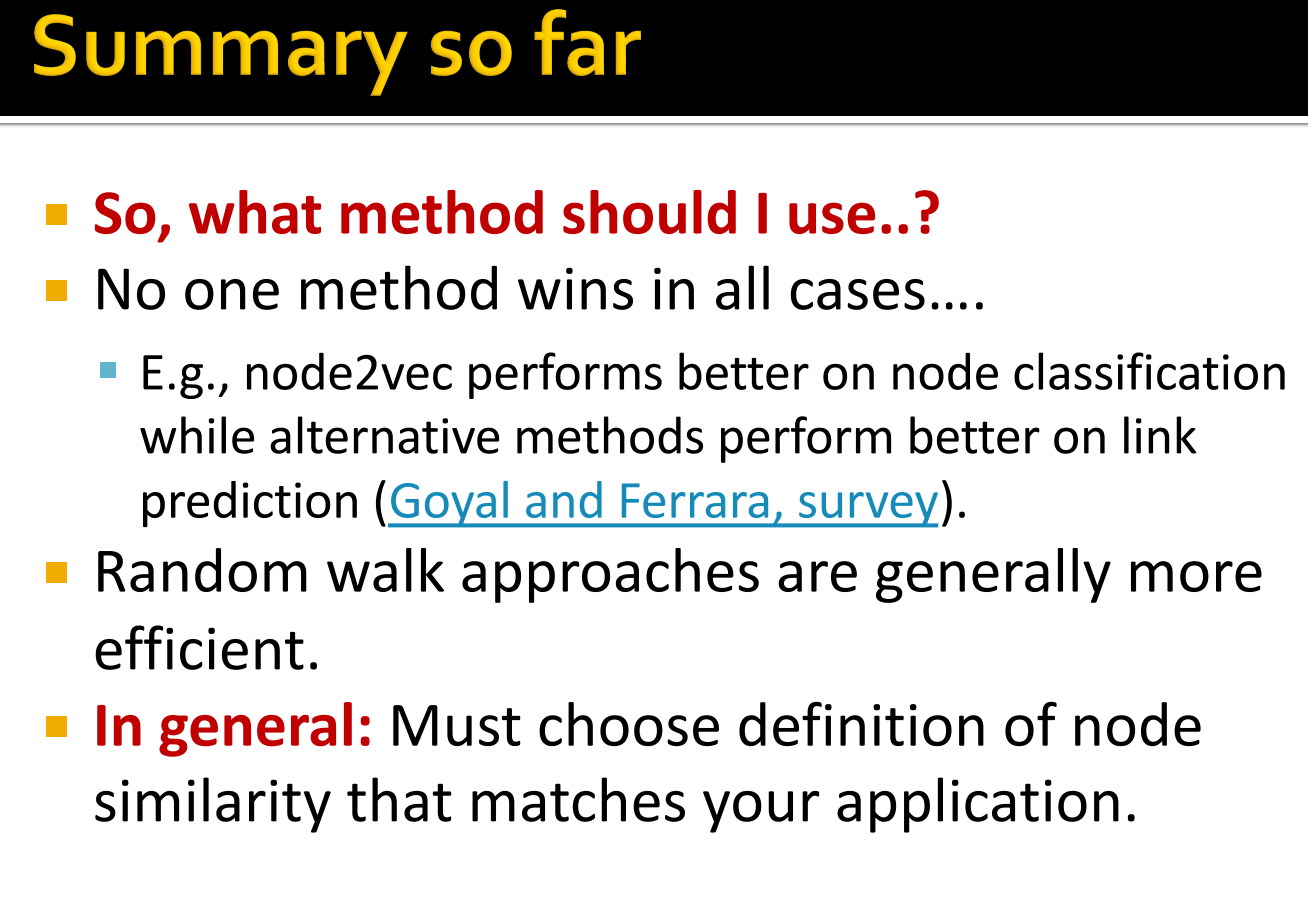 Summary so far
So, what method should I use..?
No one method wins in all cases….
E.g., node2vec performs better on node classification
while alternative methods perform better on link
prediction (Goyal and Ferrara, survey).
Random walk approaches are generally more
efficient.
In general: Must choose definition of node
similarity that matches your application.